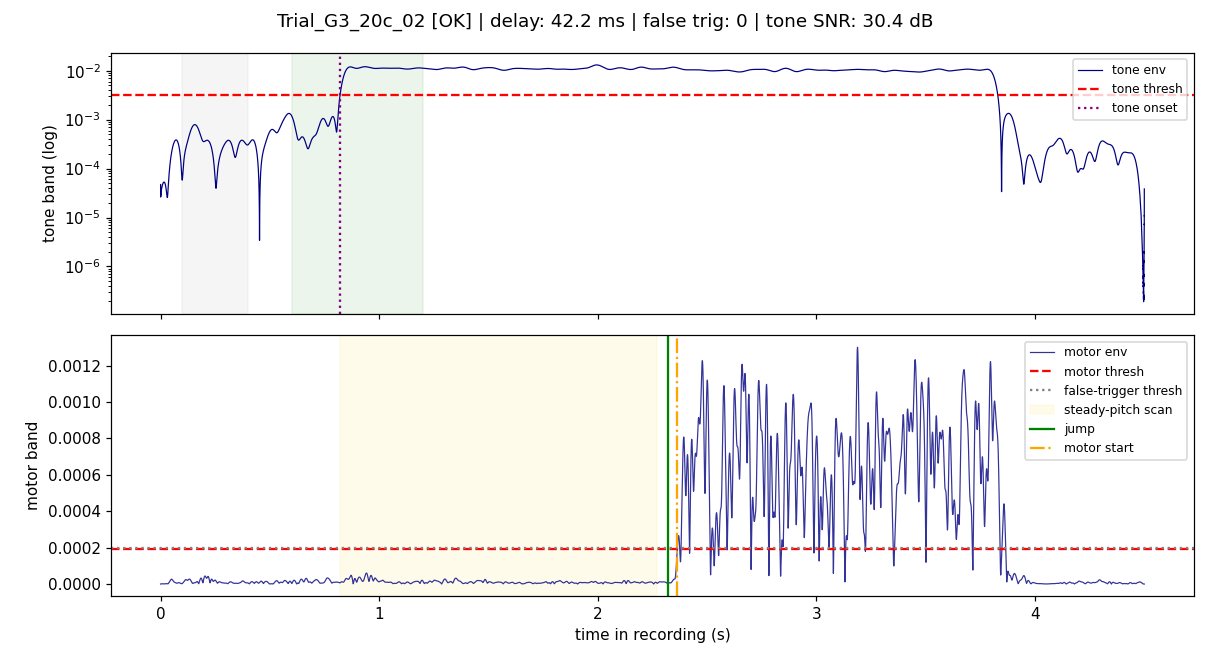 Trial_G3_20c_02 [OK] | delay: 42.2 ms | false trig: 0 | tone SNR: 30.4 dB
tone band (log)
10⁻²
10⁻³
10⁻⁴
10⁻⁵
10⁻⁶
tone env
tone thresh
tone onset
motor band
0.0012
0.0010
0.0008
0.0006
0.0004
0.0002
0.0000
motor env
motor thresh
false-trigger thresh
steady-pitch scan
jump
motor start
0 1 2 3 4
time in recording (s)